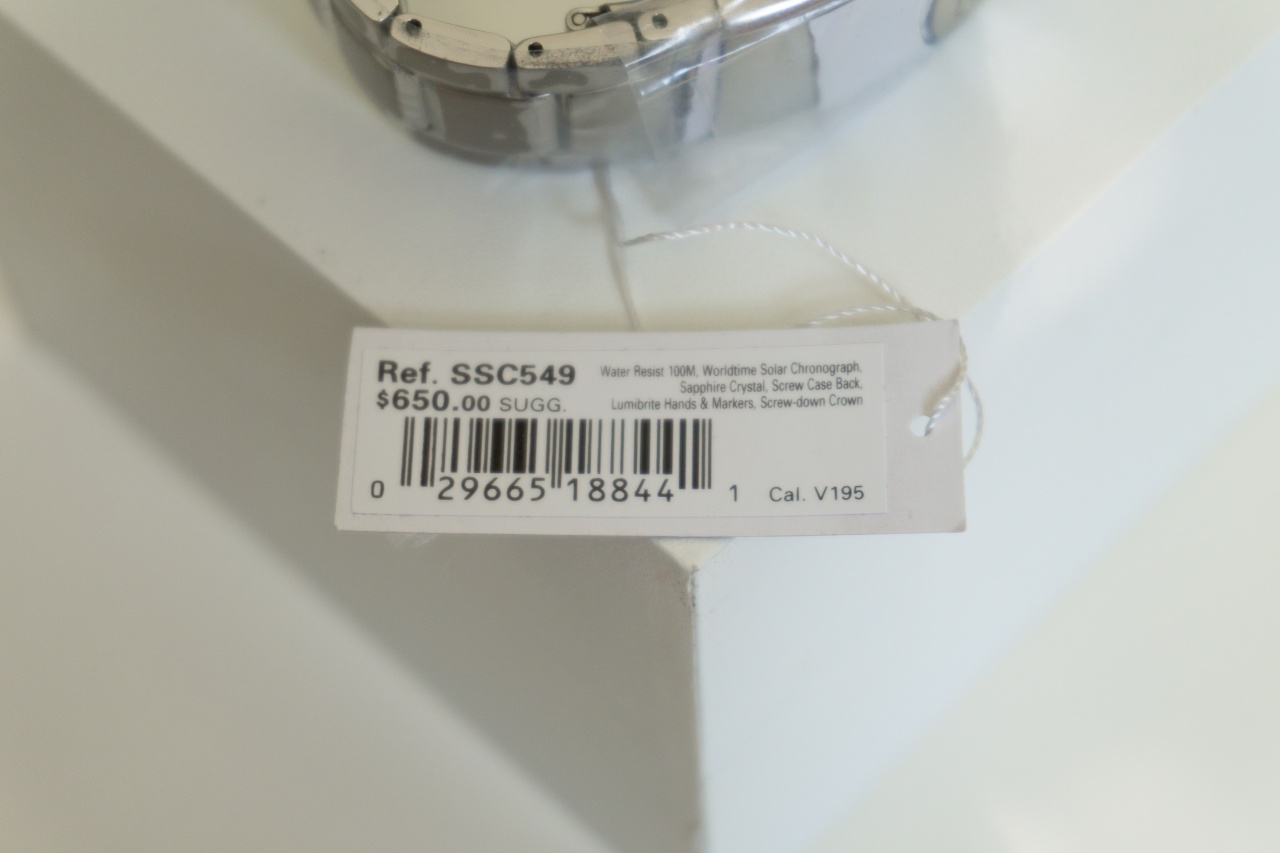 Ref. SSC549
$650.00 SUGG.
Water Resist 100M, Worldtime Solar Chronograph,
Sapphire Crystal, Screw Case Back,
Lumibrite Hands & Markers, Screw-down Crown
0 29665 18844 1
Cal. V195